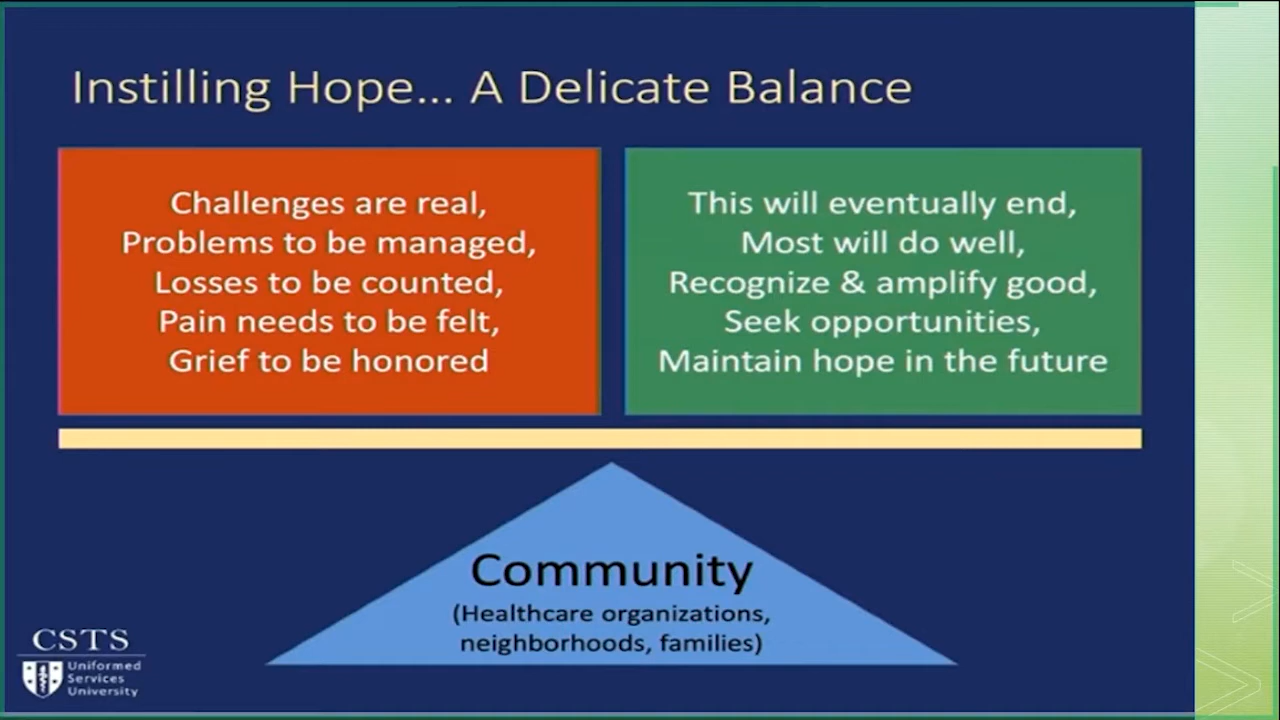 Instilling Hope... A Delicate Balance
Challenges are real,
Problems to be managed,
Losses to be counted,
Pain needs to be felt,
Grief to be honored
This will eventually end,
Most will do well,
Recognize & amplify good,
Seek opportunities,
Maintain hope in the future
Community
(Healthcare organizations,
neighborhoods, families)
CSTS
Uniformed
Services
University